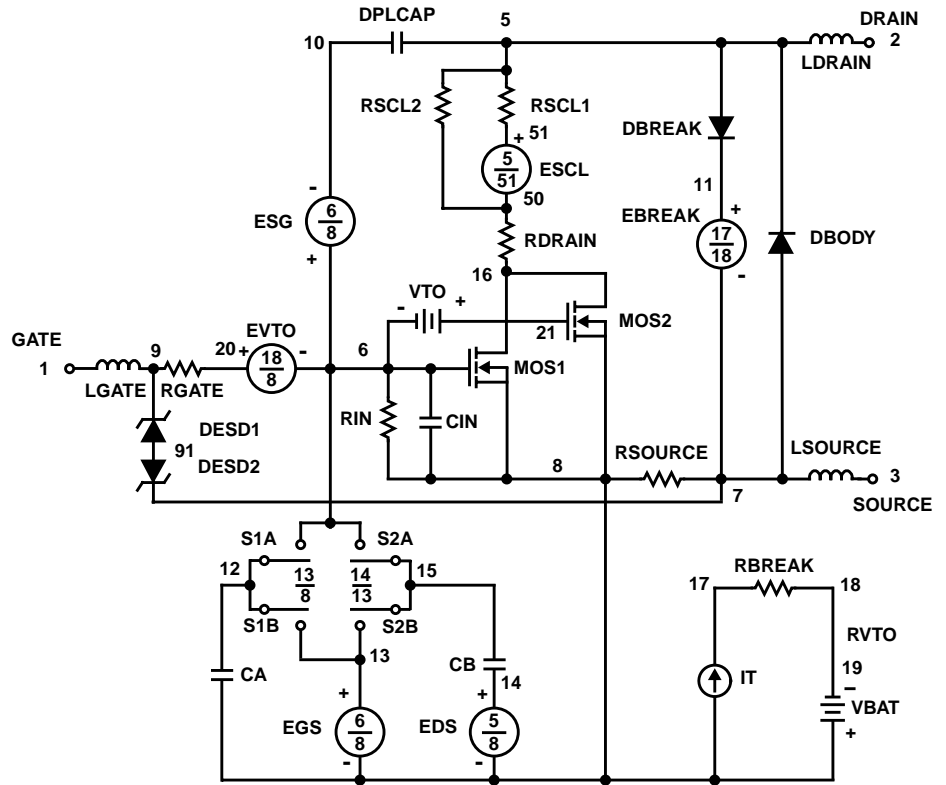 DPLCAP
5
DRAIN
10
2
LDRAIN
RSCL2
RSCL1
+ 51
DBREAK
5
51
ESCL
50
11
-
ESG
6
8
+
RDRAIN
EBREAK
+
17
18
-
DBODY
16
VTO
-
+
21
MOS2
GATE
1
9
20
EVTO
+
18
8
-
6
MOS1
LGATE
RGATE
RIN
CIN
DESD1
91
DESD2
8
RSOURCE
LSOURCE
3
7
SOURCE
S1A
S2A
12
13
8
14
13
15
S1B
S2B
13
17
RBREAK
18
RVTO
CA
CB
14
IT
19
-
VBAT
+
+
EGS
6
8
-
+
EDS
5
8
-